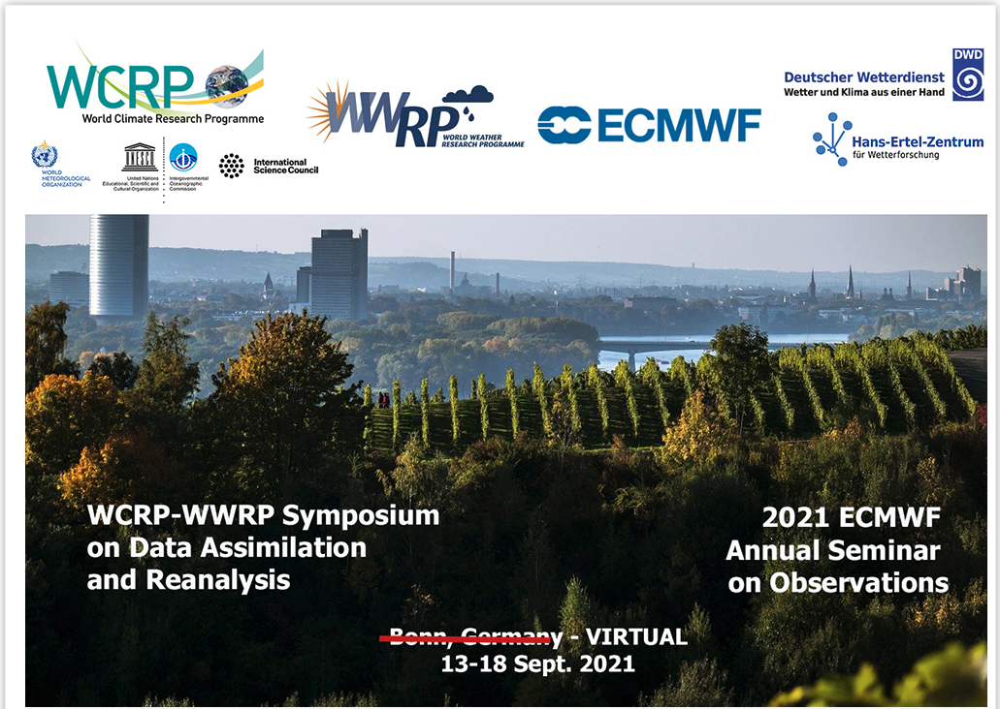 WCRP
World Climate Research Programme
WORLD
METEOROLOGICAL
ORGANIZATION
UNESCO
United Nations
Educational, Scientific and
Cultural Organization
Intergovernmental
Oceanographic
Commission
International
Science Council
WWRP
WORLD WEATHER
RESEARCH PROGRAMME
ECMWF
DWD
Deutscher Wetterdienst
Wetter und Klima aus einer Hand
Hans-Ertel-Zentrum
für Wetterforschung
WCRP-WWRP Symposium
on Data Assimilation
and Reanalysis
2021 ECMWF
Annual Seminar
on Observations
Bonn, Germany - VIRTUAL
13-18 Sept. 2021